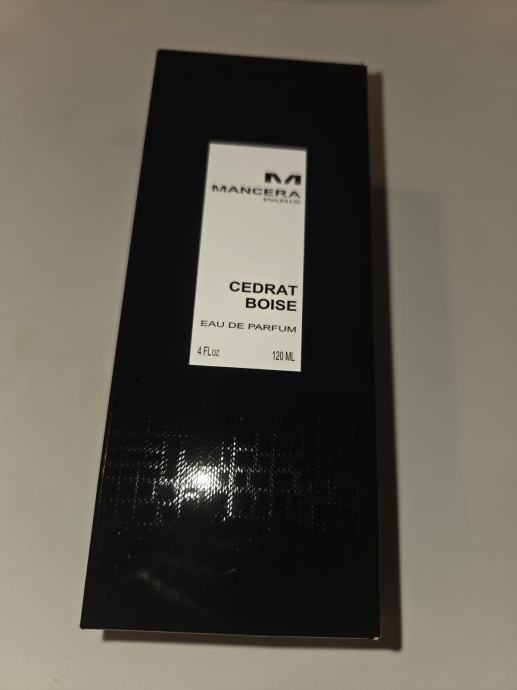 M
MANCERA
PARIS
CEDRAT
BOISE
EAU DE PARFUM
4 FLoz 120 ML